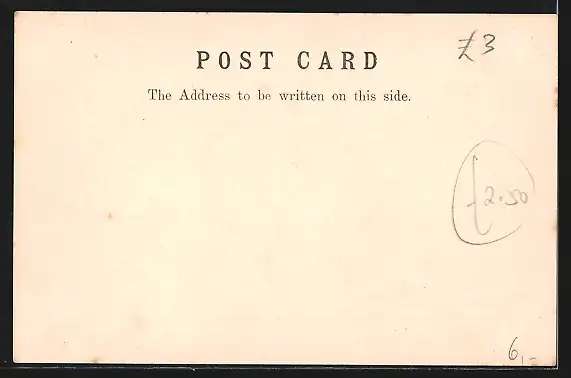 POST CARD
£3
The Address to be written on this side.
£2.50
6,-